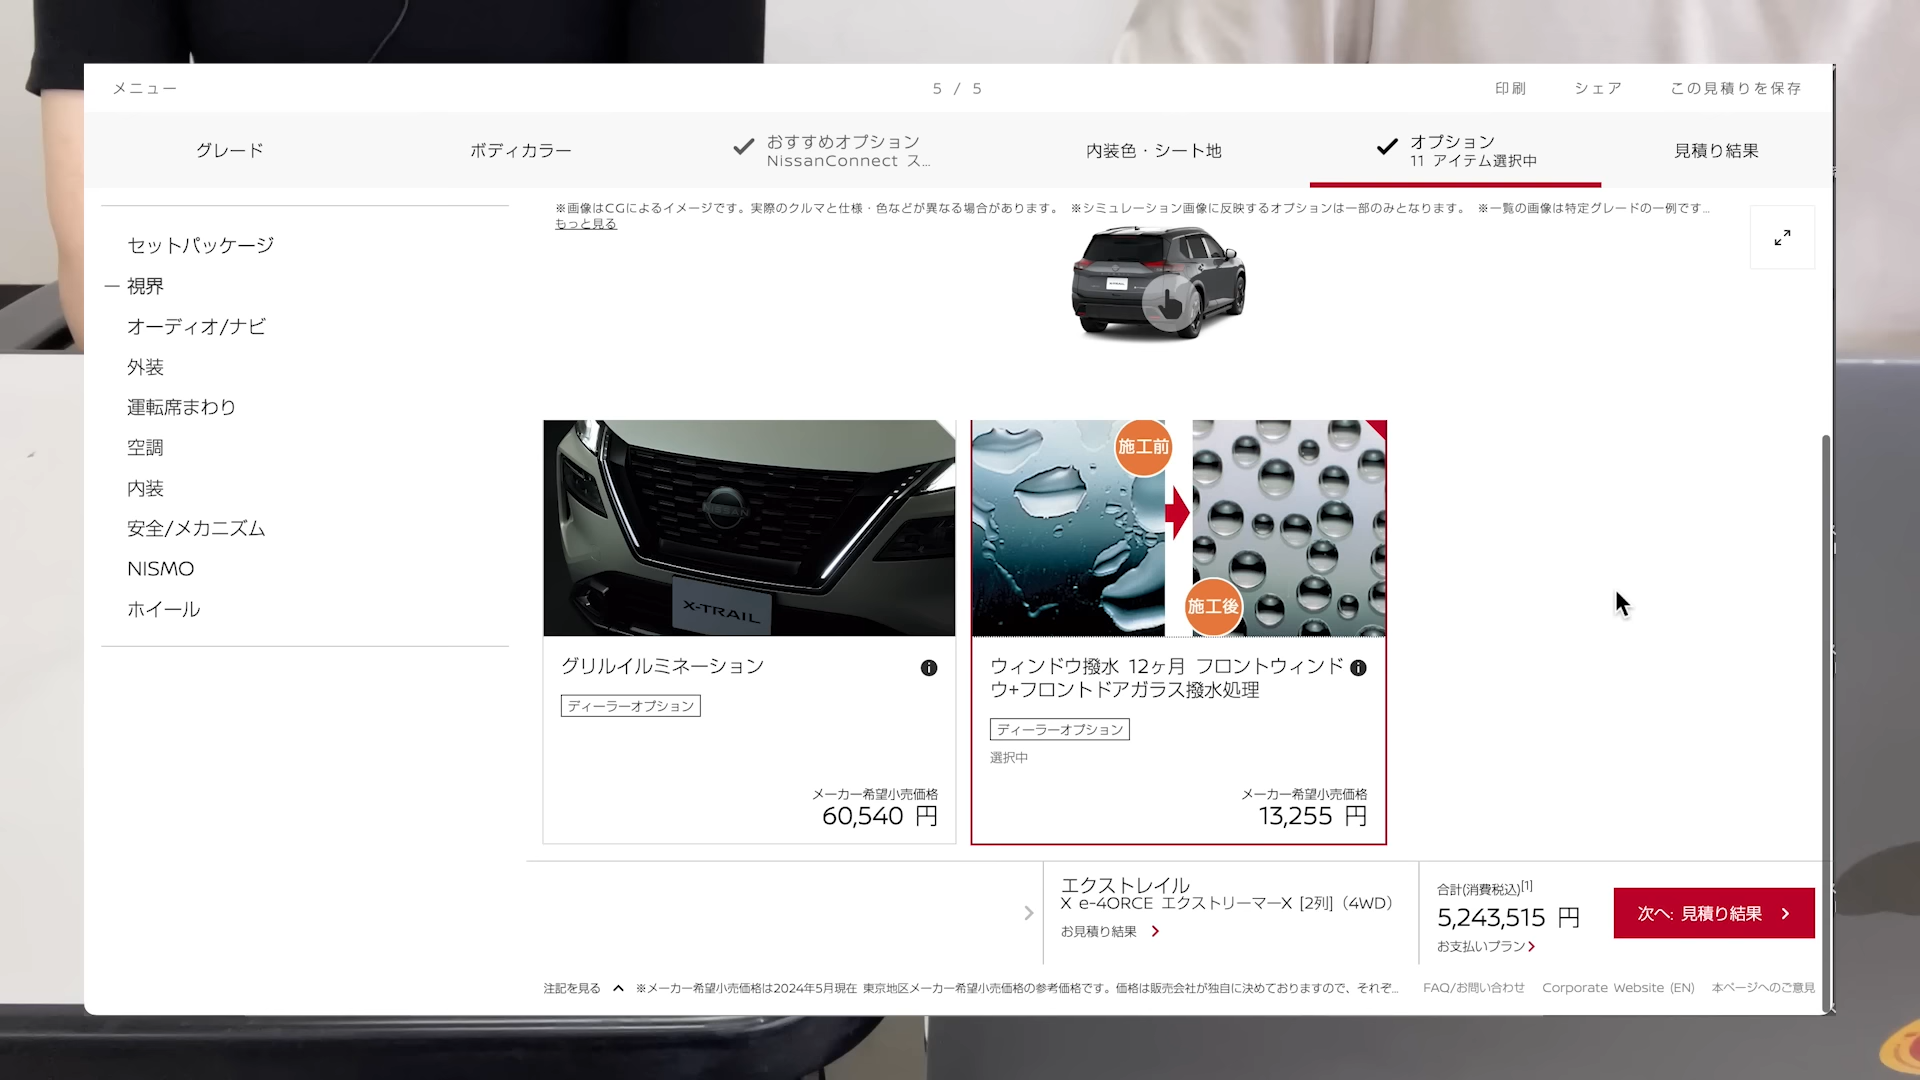 メニュー
5 / 5
印刷
シェア
この見積りを保存
グレード
ボディカラー
おすすめオプション
NissanConnect ス...
内装色・シート地
オプション
11 アイテム選択中
見積り結果
※画像はCGによるイメージです。実際のクルマと仕様・色などが異なる場合があります。 ※シミュレーション画像に反映するオプションは一部のみとなります。 ※一覧の画像は特定グレードの一例です...
もっと見る
セットパッケージ
視界
オーディオ/ナビ
外装
運転席まわり
空調
内装
安全/メカニズム
NISMO
ホイール
NISSAN
X-TRAIL
グリルイルミネーション
ディーラーオプション
メーカー希望小売価格
60,540 円
施工前
施工後
ウィンドウ撥水 12ヶ月 フロントウィンド
ウ+フロントドアガラス撥水処理
ディーラーオプション
選択中
メーカー希望小売価格
13,255 円
エクストレイル
X e-4ORCE エクストリーマーX [2列]（4WD）
お見積り結果
合計(消費税込)[1]
5,243,515 円
お支払いプラン
次へ: 見積り結果
注記を見る
※メーカー希望小売価格は2024年5月現在 東京地区メーカー希望小売価格の参考価格です。価格は販売会社が独自に決めておりますので、それぞ...
FAQ/お問い合わせ
Corporate Website (EN)
本ページへのご意見